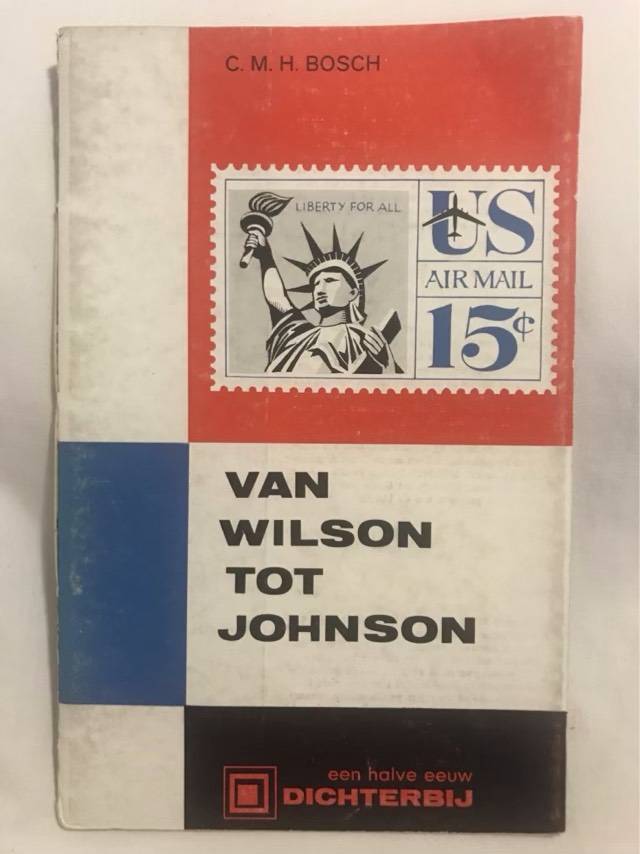 C. M. H. BOSCH
LIBERTY FOR ALL
US
AIR MAIL
15¢
VAN
WILSON
TOT
JOHNSON
een halve eeuw
DICHTERBIJ